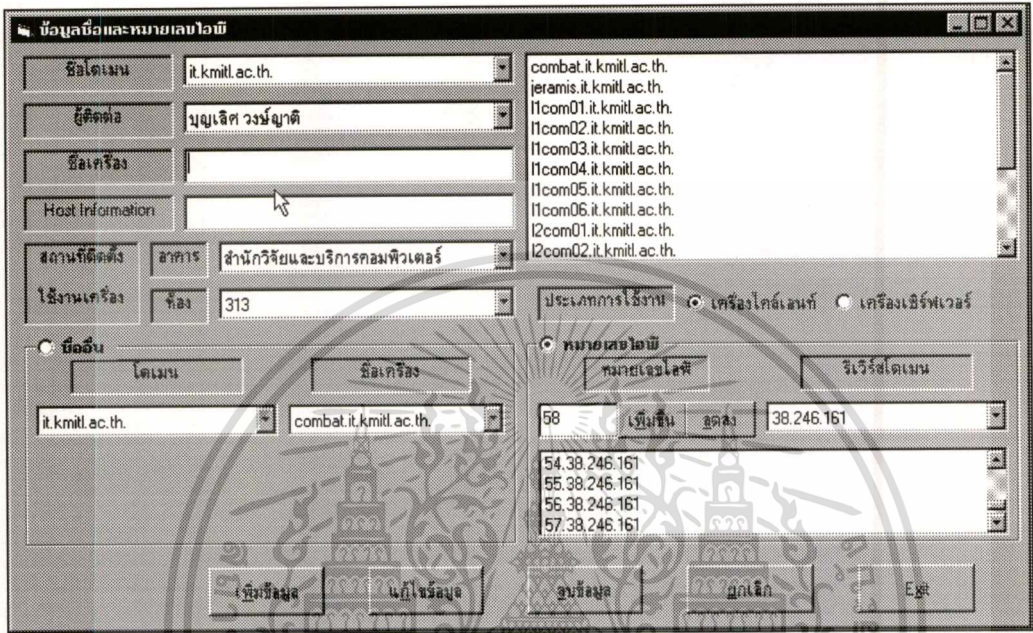 ข้อมูลชื่อและหมายเลขไอพี
ชื่อโดเมน
it.kmitl.ac.th.
ผู้ติดต่อ
บุญเลิศ วงษ์ญาติ
ชื่อเครื่อง
Host Information
สถานที่ติดตั้ง
ใช้งานเครื่อง
อาคาร
สำนักวิจัยและบริการคอมพิวเตอร์
ห้อง
313
combat.it.kmitl.ac.th.
jeramis.it.kmitl.ac.th.
l1com01.it.kmitl.ac.th.
l1com02.it.kmitl.ac.th.
l1com03.it.kmitl.ac.th.
l1com04.it.kmitl.ac.th.
l1com05.it.kmitl.ac.th.
l1com06.it.kmitl.ac.th.
l2com01.it.kmitl.ac.th.
l2com02.it.kmitl.ac.th.
ประเภทการใช้งาน
เครื่องไคล์เอนท์
เครื่องเซิร์ฟเวอร์
ชื่ออื่น
โดเมน
ชื่อเครื่อง
it.kmitl.ac.th.
combat.it.kmitl.ac.th.
หมายเลขไอพี
หมายเลขไอพี
รีเวิร์สโดเมน
58
เพิ่มขึ้น
ลดลง
38.246.161
54.38.246.161
55.38.246.161
56.38.246.161
57.38.246.161
เพิ่มข้อมูล
แก้ไขข้อมูล
ลบข้อมูล
ยกเลิก
Exit